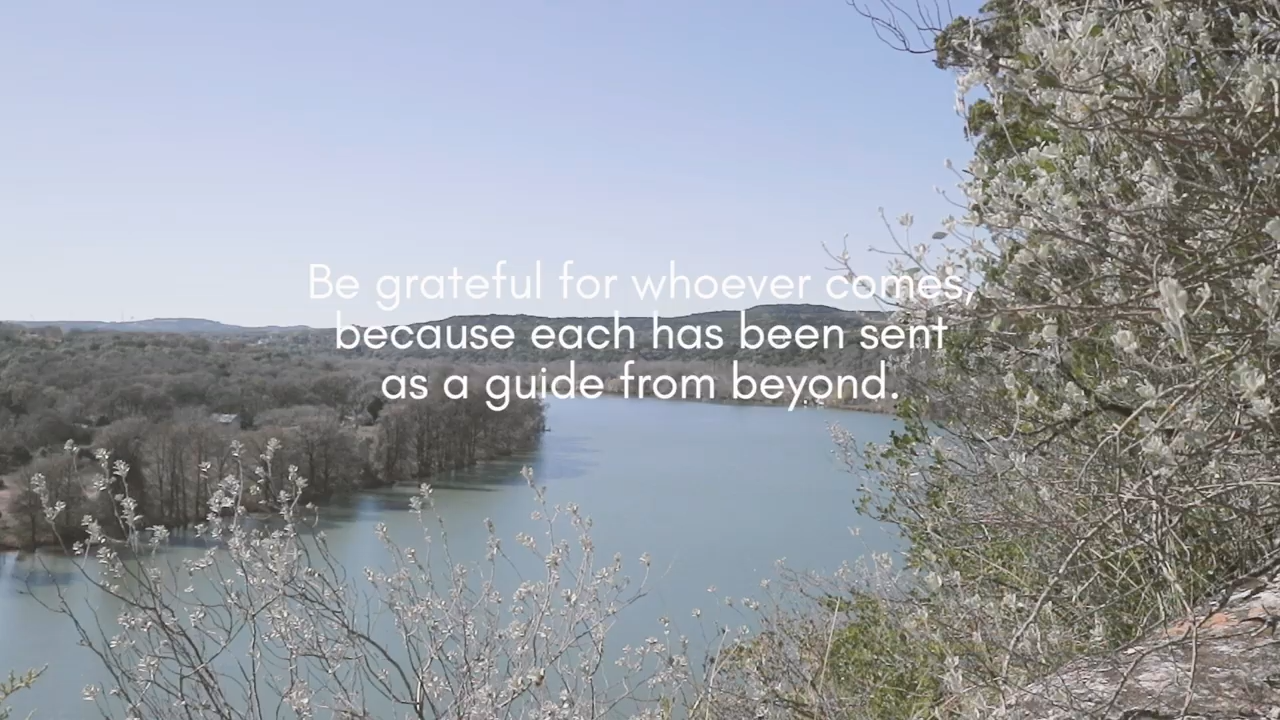 Be grateful for whoever comes,
because each has been sent
as a guide from beyond.